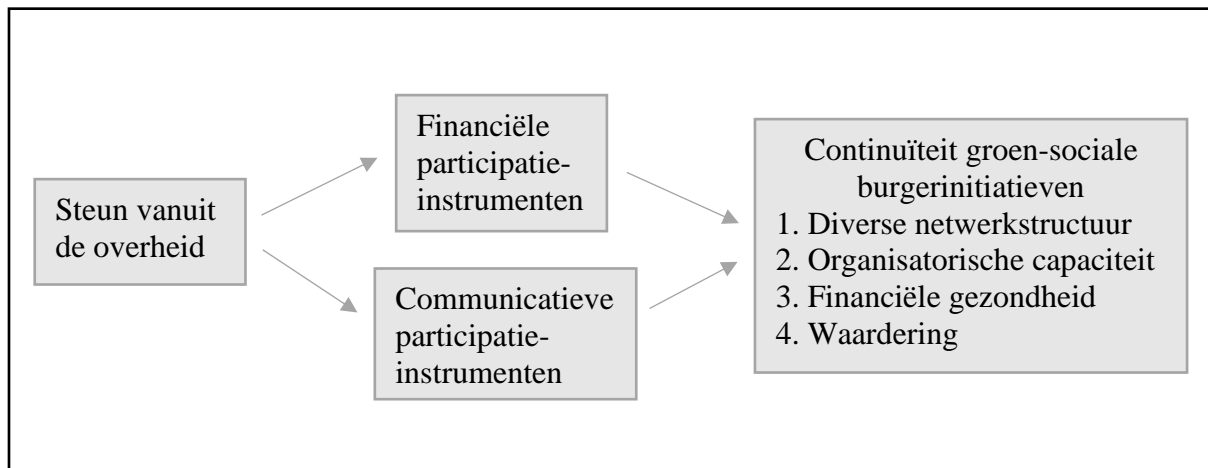 Steun vanuit
de overheid
Financiële
participatie-
instrumenten
Communicatieve
participatie-
instrumenten
Continuïteit groen-sociale
burgerinitiatieven
1. Diverse netwerkstructuur
2. Organisatorische capaciteit
3. Financiële gezondheid
4. Waardering